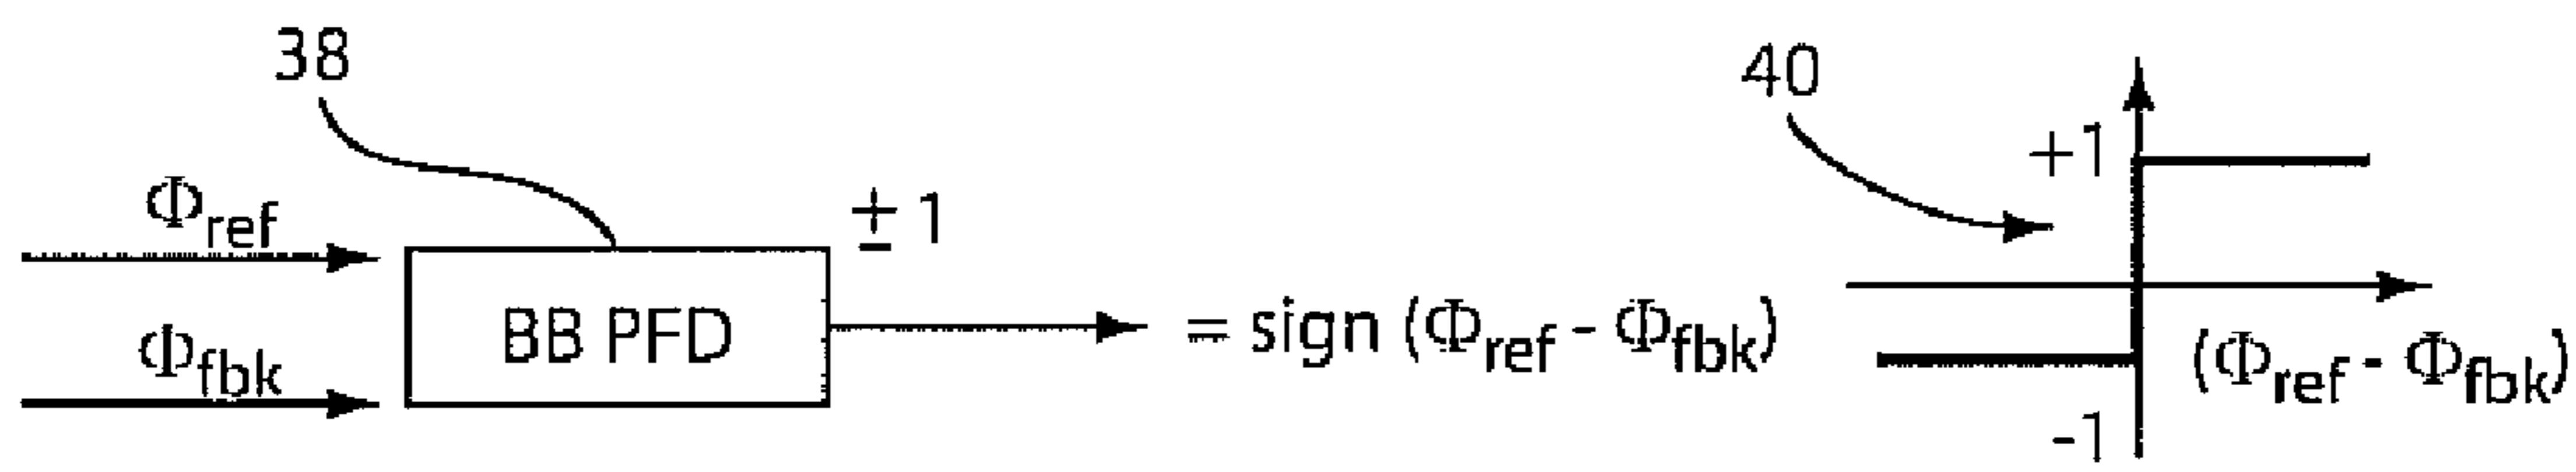 38
40
Φref
Φfbk
BB PFD
± 1
= sign (Φref - Φfbk)
+1
-1
(Φref - Φfbk)